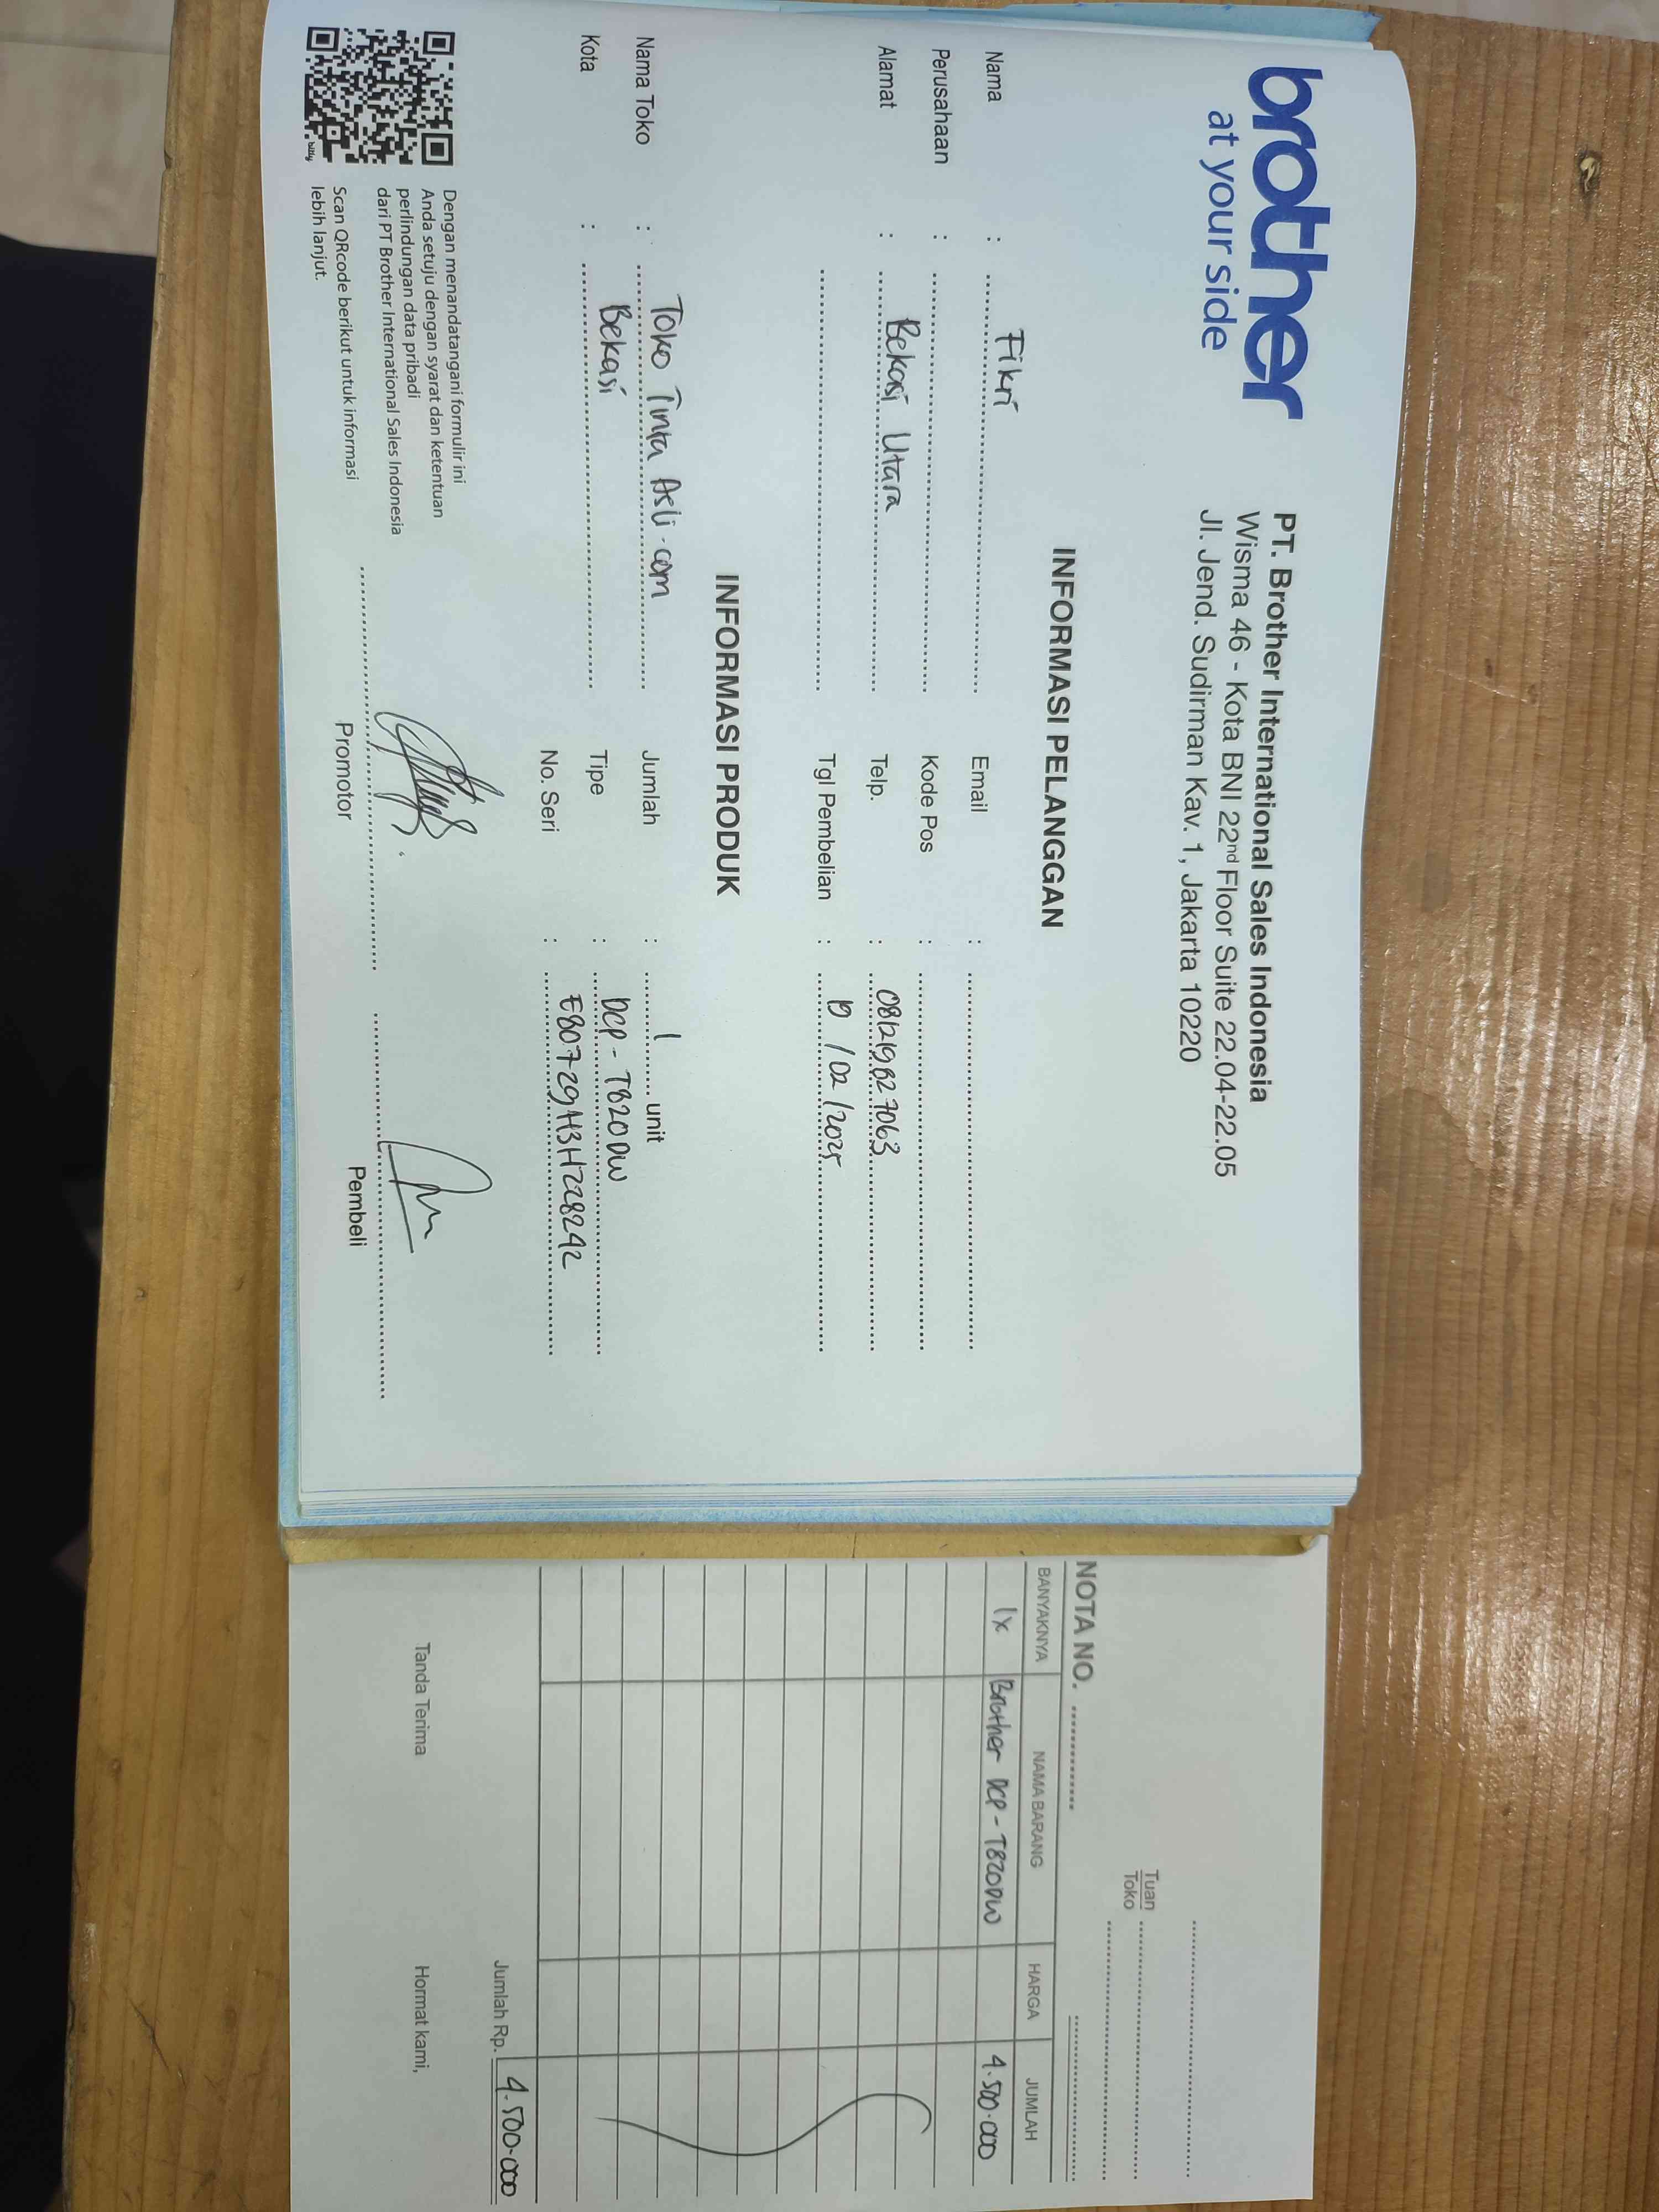 brother
at your side
PT. Brother International Sales Indonesia
Wisma 46 - Kota BNI 22nd Floor Suite 22.04-22.05
Jl. Jend. Sudirman Kav. 1, Jakarta 10220
INFORMASI PELANGGAN
Nama : Fikri
Email :
Perusahaan :
Kode Pos :
Alamat : Bekasi Utara
Telp. :
Tgl Pembelian : /02/2025
INFORMASI PRODUK
Nama Toko : Toko Tinta Asli.com
Jumlah : 1 unit
Kota : Bekasi
Tipe : DCP-T820DW
No. Seri : E80729H3H228242
Dengan menandatangani formulir ini
Anda setuju dengan syarat dan ketentuan
perlindungan data pribadi
dari PT Brother International Sales Indonesia
Scan QRcode berikut untuk informasi
lebih lanjut.
bitly
Promotor
Pembeli
Tuan
Toko
NOTA NO.
BANYAKNYA NAMA BARANG HARGA JUMLAH
1x Brother DCP-T820DW 4.500.000
Jumlah Rp. 4.500.000
Tanda Terima
Hormat kami,